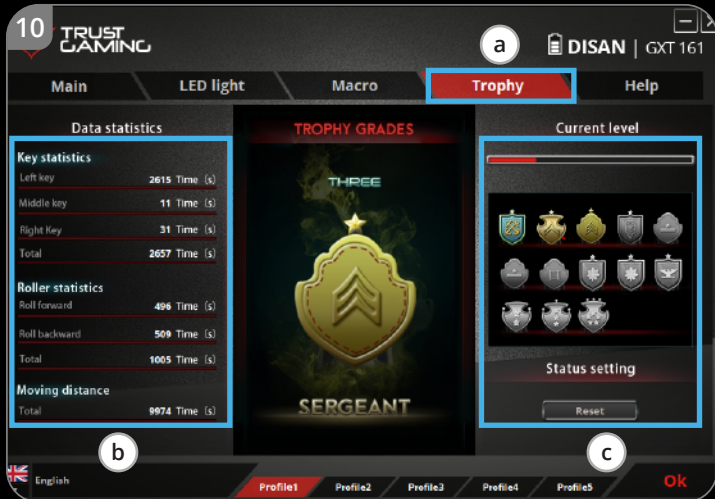 10
TRUST
GAMING
a
DISAN | GXT 161
Main
LED light
Macro
Trophy
Help
Data statistics
Key statistics
Left key 2615 Time (s)
Middle key 11 Time (s)
Right Key 31 Time (s)
Total 2657 Time (s)
Roller statistics
Roll forward 496 Time (s)
Roll backward 509 Time (s)
Total 1005 Time (s)
Moving distance
Total 9974 Time (s)
b
TROPHY GRADES
THREE
SERGEANT
Current level
Status setting
Reset
c
English
Profile1
Profile2
Profile3
Profile4
Profile5
Ok